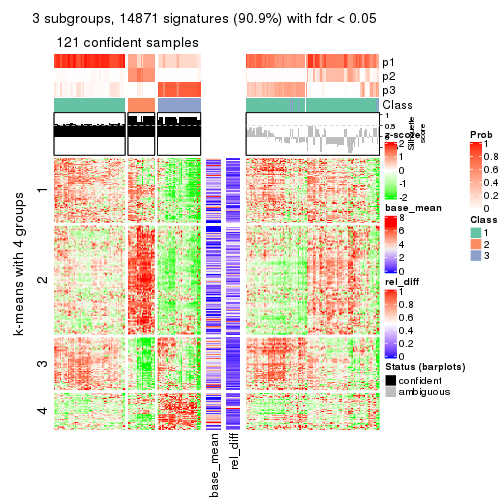 3 subgroups, 14871 signatures (90.9%) with fdr < 0.05
121 confident samples
p1
p2
p3
Class
1
0.5
0
Silhouette
score
k-means with 4 groups
1
2
3
4
base_mean
rel_diff
z-score
2
1
0
-1
-2
base_mean
8
6
4
2
0
rel_diff
1
0.8
0.6
0.4
0.2
0
Status (barplots)
confident
ambiguous
Prob
1
0.8
0.6
0.4
0.2
0
Class
1
2
3